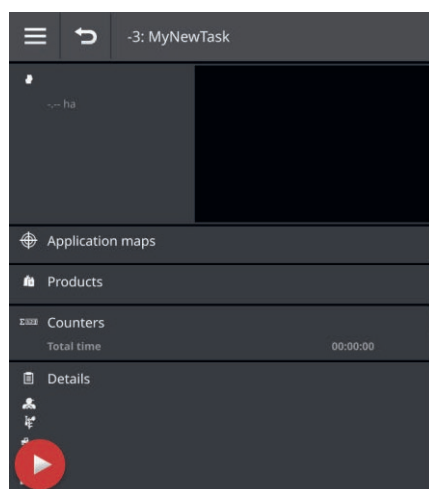 -3: MyNewTask
-.-- ha
Application maps
Products
Counters
Total time 00:00:00
Details